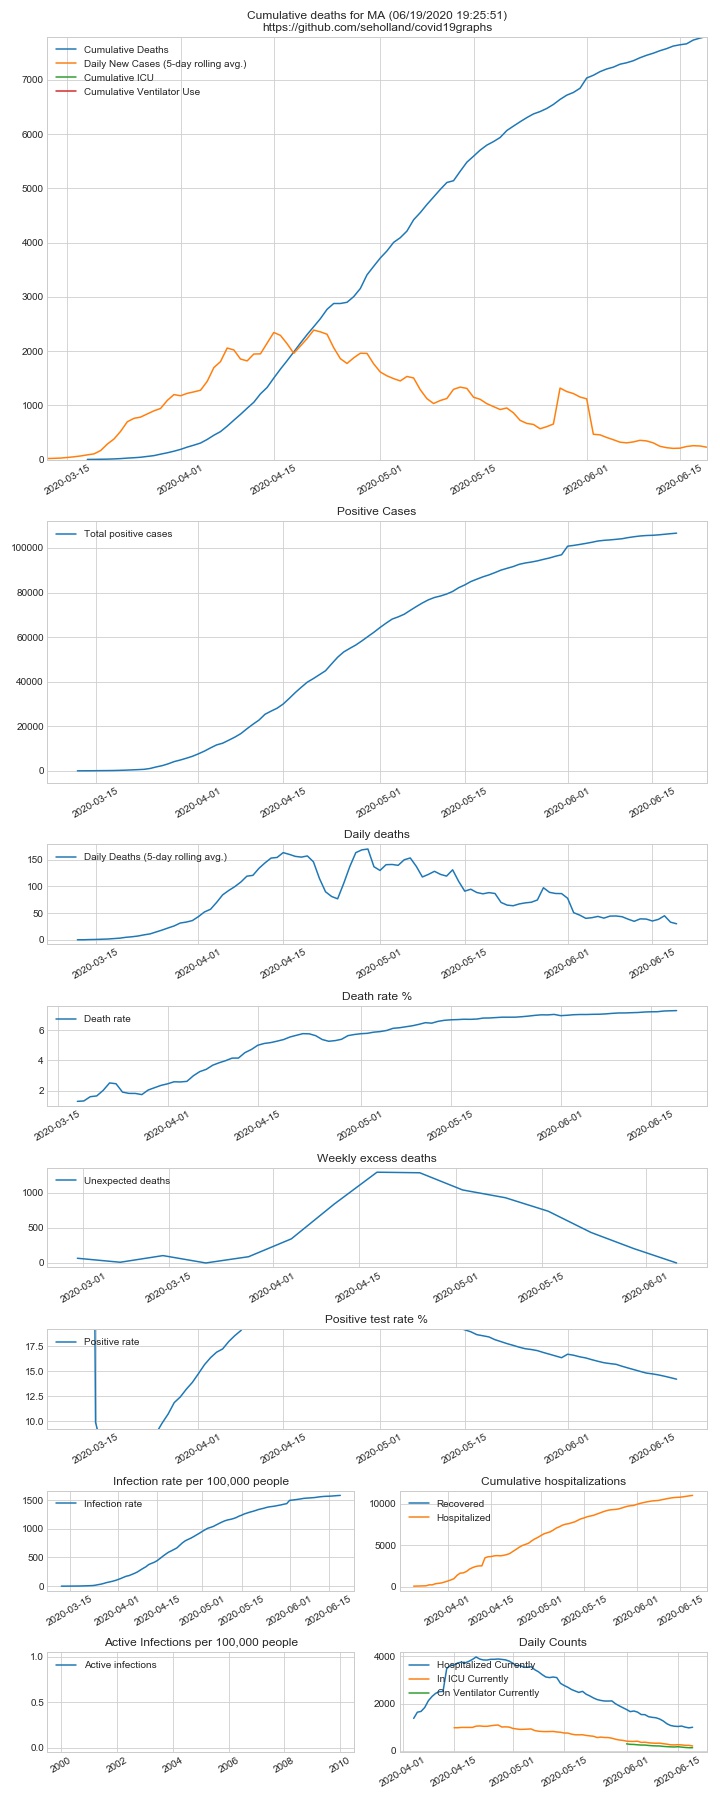 Cumulative deaths for MA (06/19/2020 19:25:51)
https://github.com/seholland/covid19graphs
Cumulative Deaths
Daily New Cases (5-day rolling avg.)
Cumulative ICU
Cumulative Ventilator Use
7000
6000
5000
4000
3000
2000
1000
0
2020-03-15 2020-04-01 2020-04-15 2020-05-01 2020-05-15 2020-06-01 2020-06-15
Positive Cases
Total positive cases
100000
80000
60000
40000
20000
0
2020-03-15 2020-04-01 2020-04-15 2020-05-01 2020-05-15 2020-06-01 2020-06-15
Daily deaths
Daily Deaths (5-day rolling avg.)
150
100
50
0
2020-03-15 2020-04-01 2020-04-15 2020-05-01 2020-05-15 2020-06-01 2020-06-15
Death rate %
Death rate
6
4
2
2020-03-15 2020-04-01 2020-04-15 2020-05-01 2020-05-15 2020-06-01 2020-06-15
Weekly excess deaths
Unexpected deaths
1000
500
0
2020-03-01 2020-03-15 2020-04-01 2020-04-15 2020-05-01 2020-05-15 2020-06-01
Positive test rate %
Positive rate
17.5
15.0
12.5
10.0
2020-03-15 2020-04-01 2020-04-15 2020-05-01 2020-05-15 2020-06-01 2020-06-15
Infection rate per 100,000 people
Infection rate
1500
1000
500
0
2020-03-15 2020-04-01 2020-04-15 2020-05-01 2020-05-15 2020-06-01 2020-06-15
Cumulative hospitalizations
Recovered
Hospitalized
10000
5000
0
2020-04-01 2020-04-15 2020-05-01 2020-05-15 2020-06-01 2020-06-15
Active Infections per 100,000 people
Active infections
1.0
0.5
0.0
2000 2002 2004 2006 2008 2010
Daily Counts
Hospitalized Currently
In ICU Currently
On Ventilator Currently
4000
2000
0
2020-04-01 2020-04-15 2020-05-01 2020-05-15 2020-06-01 2020-06-15